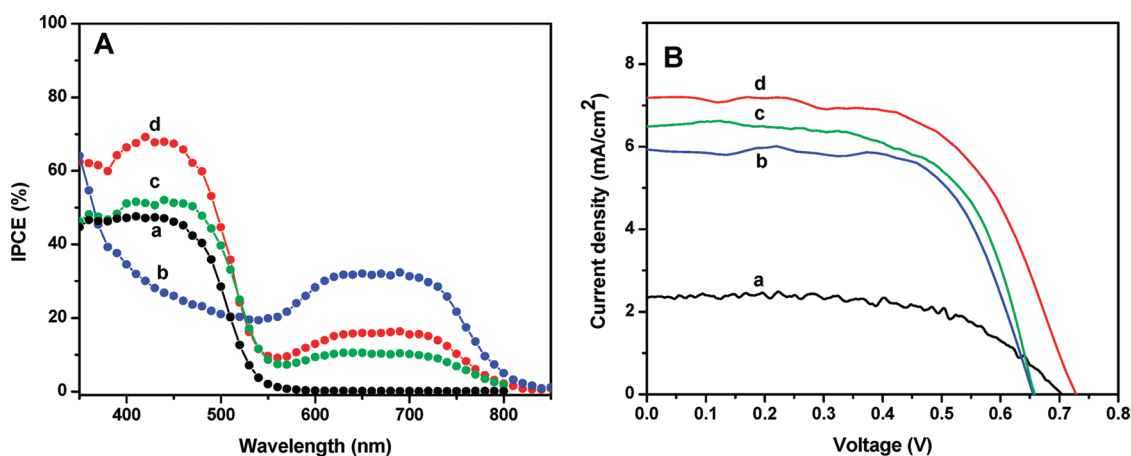 A
IPCE (%)
100
80
60
40
20
0
d
c
a
b
400 500 600 700 800
Wavelength (nm)
B
Current density (mA/cm²)
8
6
4
2
0
d
c
b
a
0.0 0.1 0.2 0.3 0.4 0.5 0.6 0.7 0.8
Voltage (V)